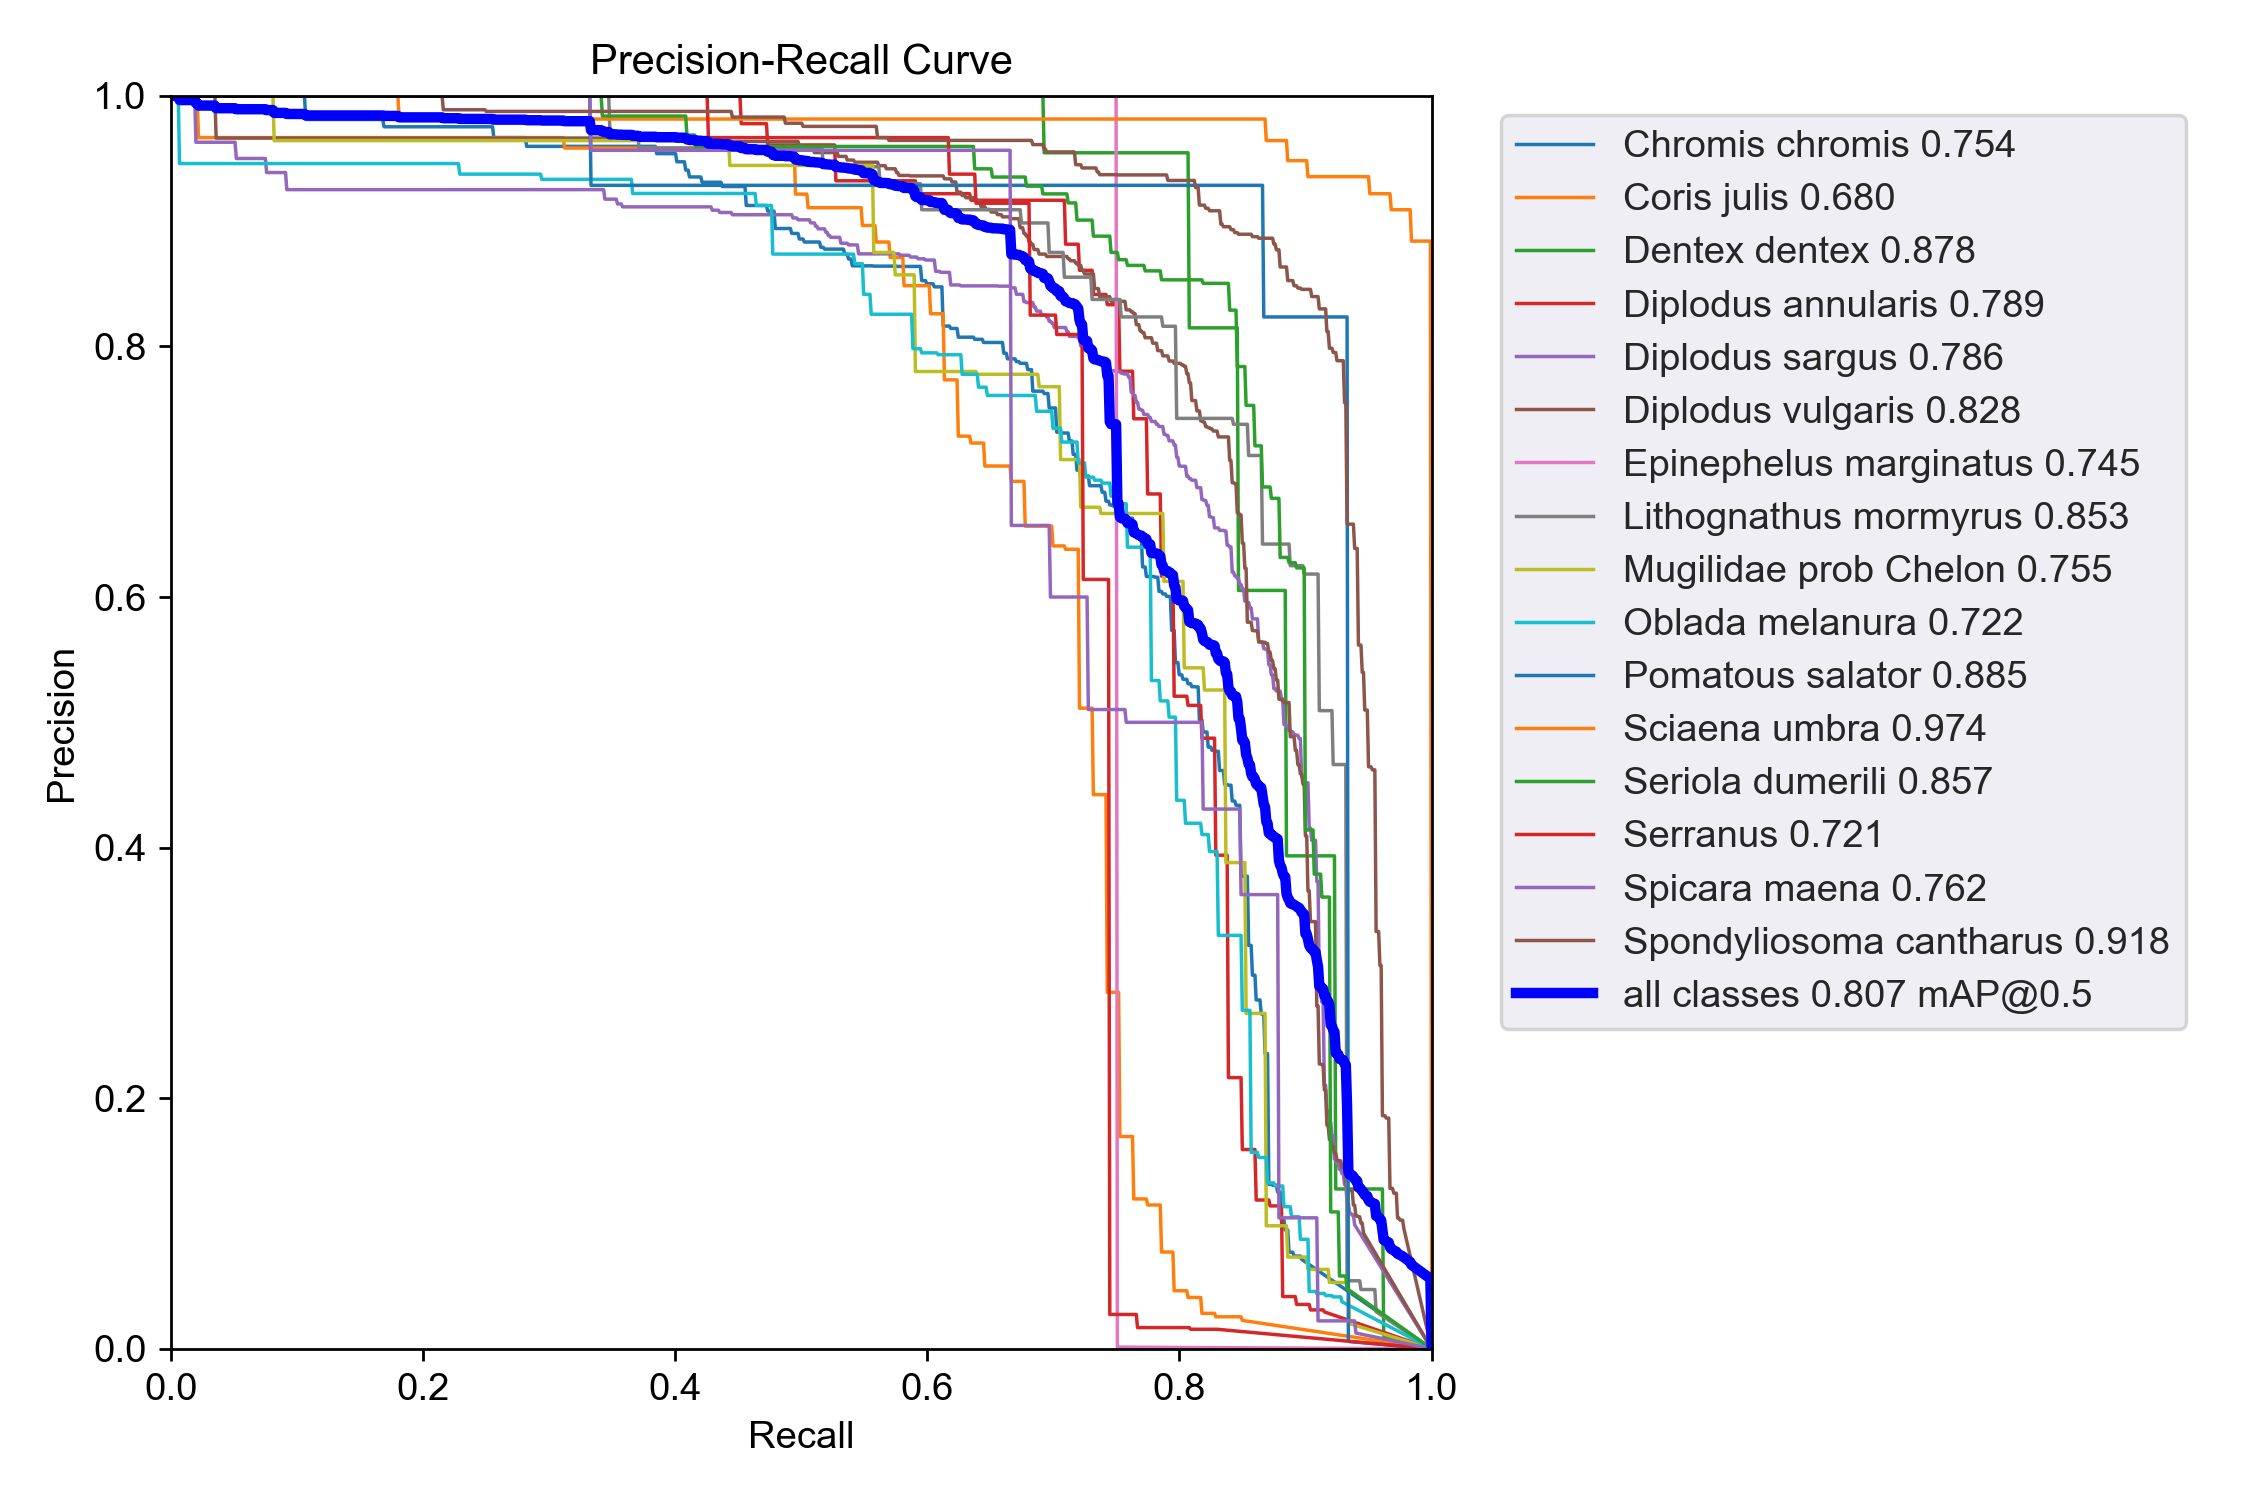 Precision-Recall Curve
1.0
0.8
0.6
0.4
0.2
0.0
Precision
0.0 0.2 0.4 0.6 0.8 1.0
Recall
Chromis chromis 0.754
Coris julis 0.680
Dentex dentex 0.878
Diplodus annularis 0.789
Diplodus sargus 0.786
Diplodus vulgaris 0.828
Epinephelus marginatus 0.745
Lithognathus mormyrus 0.853
Mugilidae prob Chelon 0.755
Oblada melanura 0.722
Pomatous salator 0.885
Sciaena umbra 0.974
Seriola dumerili 0.857
Serranus 0.721
Spicara maena 0.762
Spondyliosoma cantharus 0.918
all classes 0.807 mAP@0.5